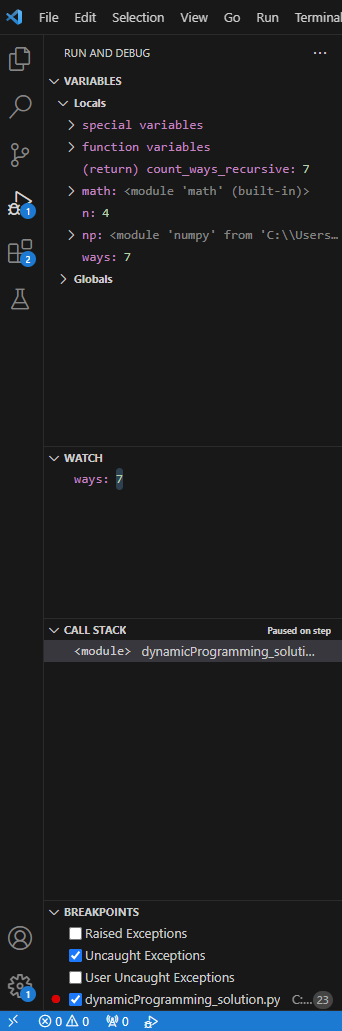 File Edit Selection View Go Run Terminal
RUN AND DEBUG ...
VARIABLES
Locals
special variables
function variables
(return) count_ways_recursive: 7
math: <module 'math' (built-in)>
n: 4
np: <module 'numpy' from 'C:\\Users...
ways: 7
Globals
WATCH
ways: 7
CALL STACK Paused on step
<module> dynamicProgramming_soluti...
BREAKPOINTS
Raised Exceptions
Uncaught Exceptions
User Uncaught Exceptions
dynamicProgramming_solution.py C:... 23
1
2
1
0 0 0